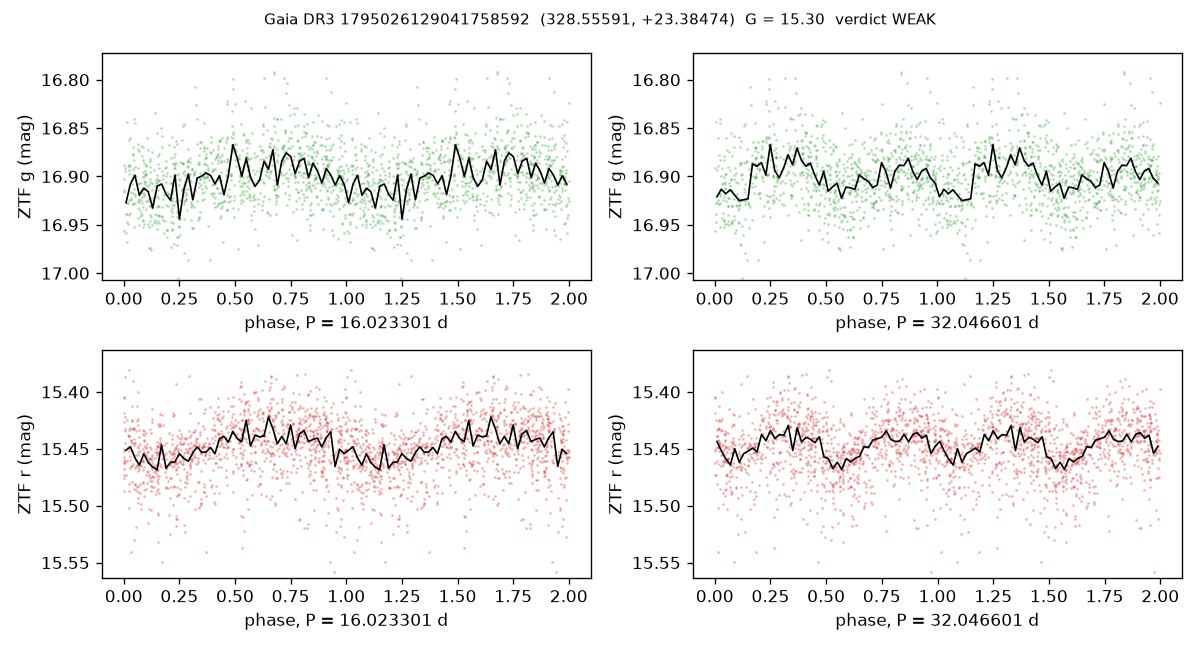 Gaia DR3 1795026129041758592  (328.55591, +23.38474)  G = 15.30  verdict WEAK
ZTF g (mag)
16.80
16.85
16.90
16.95
17.00
0.00 0.25 0.50 0.75 1.00 1.25 1.50 1.75 2.00
phase, P = 16.023301 d
ZTF g (mag)
16.80
16.85
16.90
16.95
17.00
0.00 0.25 0.50 0.75 1.00 1.25 1.50 1.75 2.00
phase, P = 32.046601 d
ZTF r (mag)
15.40
15.45
15.50
15.55
0.00 0.25 0.50 0.75 1.00 1.25 1.50 1.75 2.00
phase, P = 16.023301 d
ZTF r (mag)
15.40
15.45
15.50
15.55
0.00 0.25 0.50 0.75 1.00 1.25 1.50 1.75 2.00
phase, P = 32.046601 d